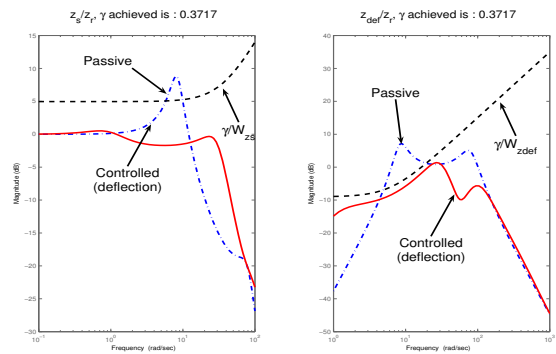 z_s/z_r, γ achieved is : 0.3717
15
10
5
0
−5
−10
−15
−20
−25
−30
Magnitude (dB)
Passive
γ/W_zs
Controlled
(deflection)
10^−1
10^0
10^1
10^2
Frequency (rad/sec)
z_def/z_r, γ achieved is : 0.3717
40
30
20
10
0
−10
−20
−30
−40
−50
Magnitude (dB)
Passive
γ/W_zdef
Controlled
(deflection)
10^0
10^1
10^2
10^3
Frequency (rad/sec)